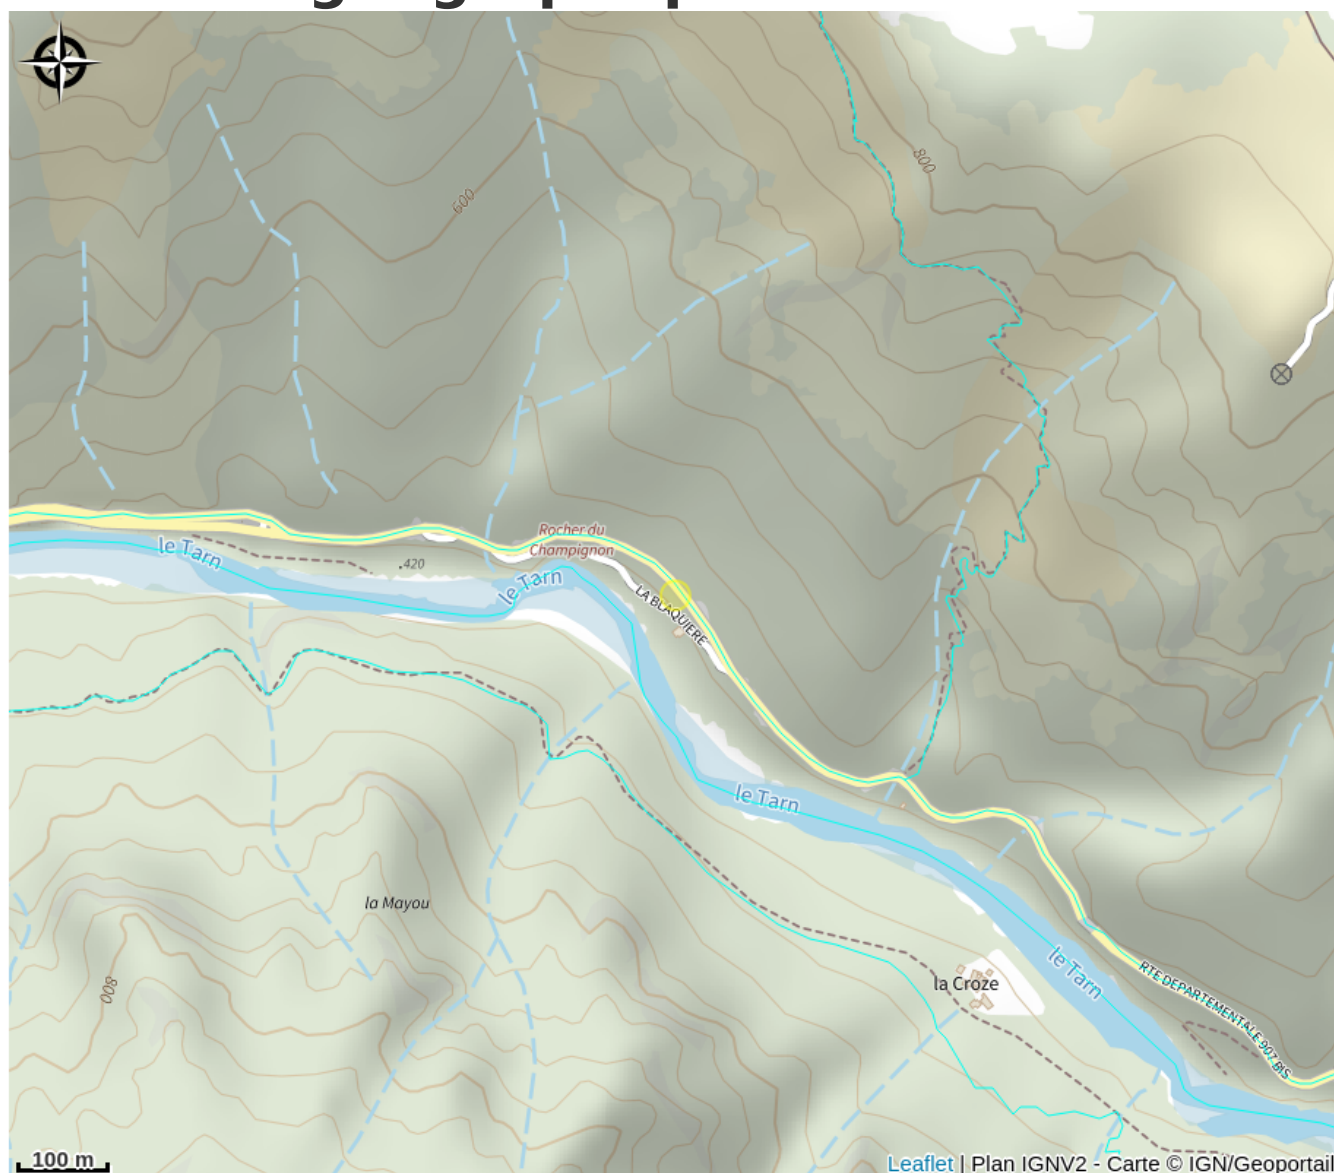 800
600
le Tarn
Rocher du
Champignon
.420
le Tarn
LA BLAQUIERE
le Tarn
la Mayou
le Tarn
la Croze
RTE DEPARTEMENTALE 907 BIS
800
100 m
Leaflet | Plan IGNV2 - Carte © IGN/Geoportail